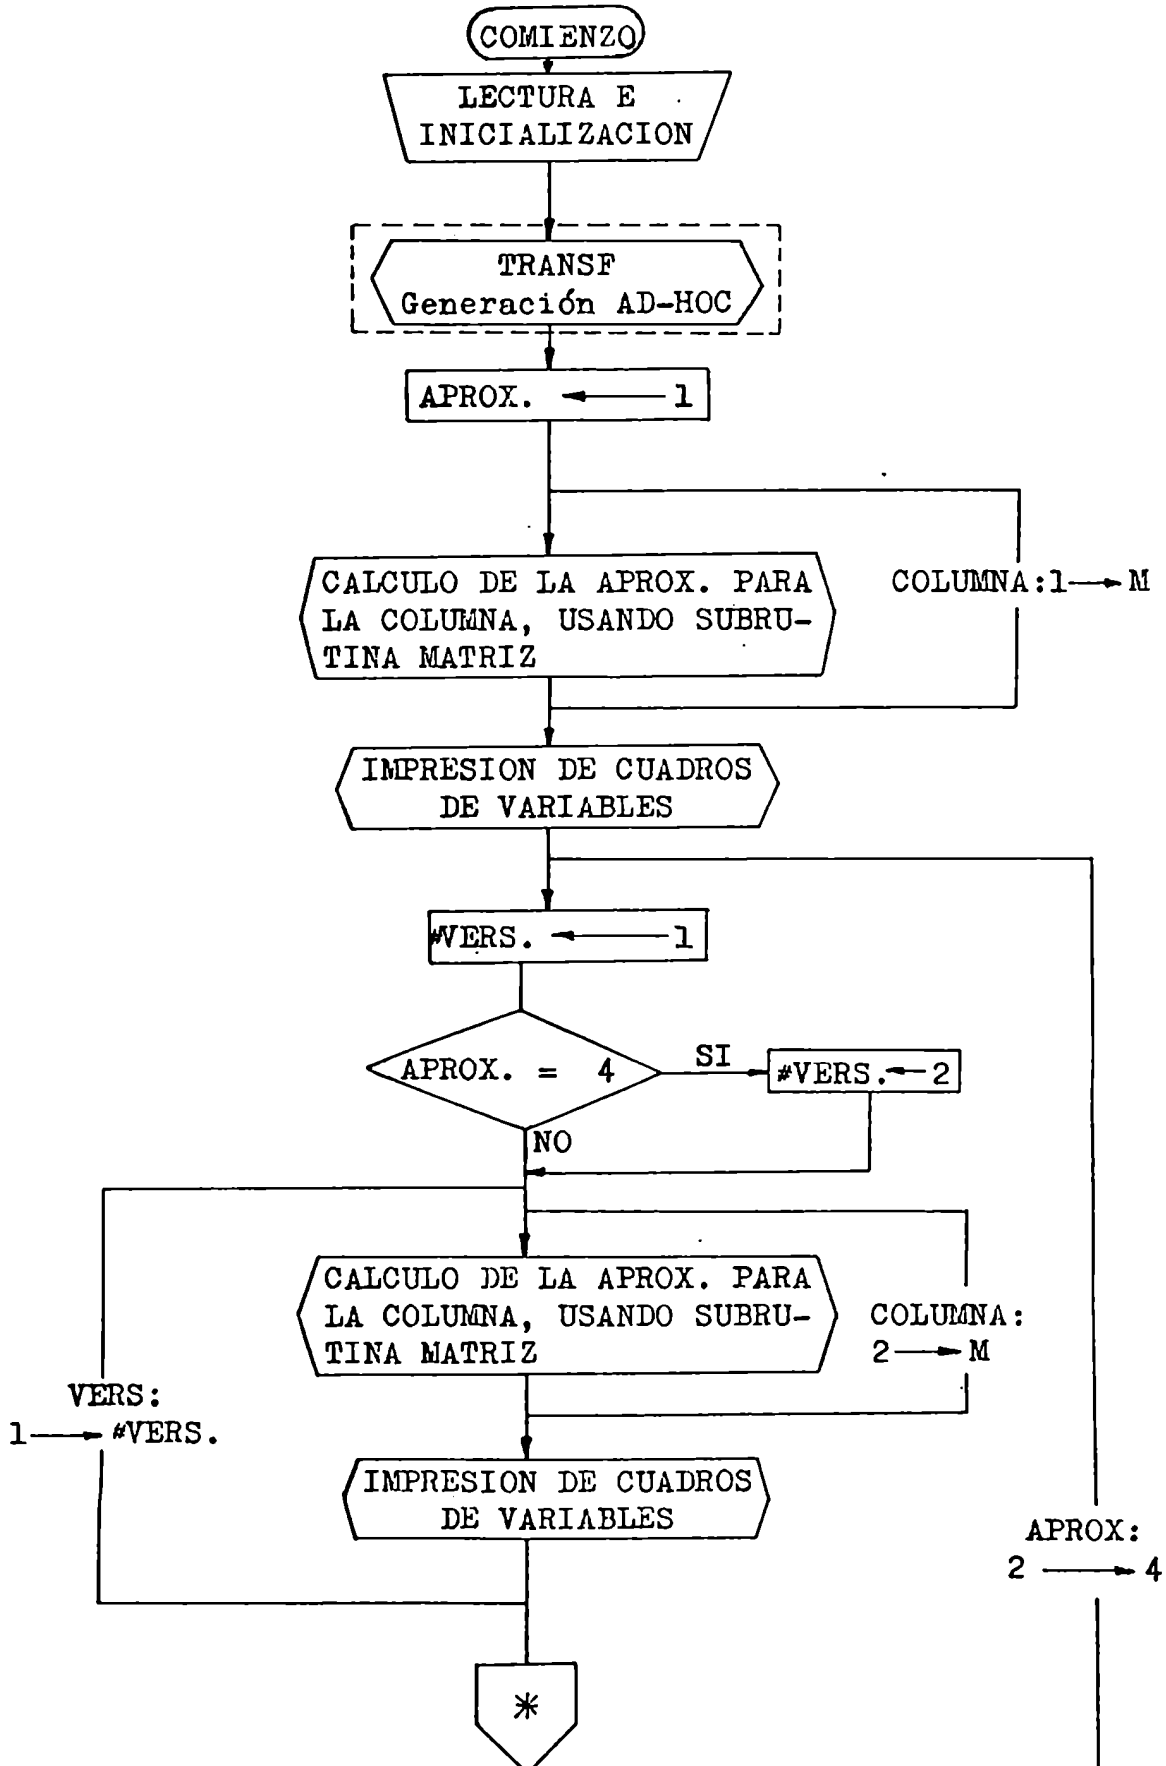 COMIENZO
LECTURA E
INICIALIZACION
TRANSF
Generación AD-HOC
APROX. ← 1
CALCULO DE LA APROX. PARA
LA COLUMNA, USANDO SUBRU-
TINA MATRIZ
COLUMNA:1→M
IMPRESION DE CUADROS
DE VARIABLES
#VERS. ← 1
APROX. = 4
SI
#VERS.←2
NO
CALCULO DE LA APROX. PARA
LA COLUMNA, USANDO SUBRU-
TINA MATRIZ
COLUMNA:
2→M
VERS:
1→#VERS.
IMPRESION DE CUADROS
DE VARIABLES
APROX:
2→4
*